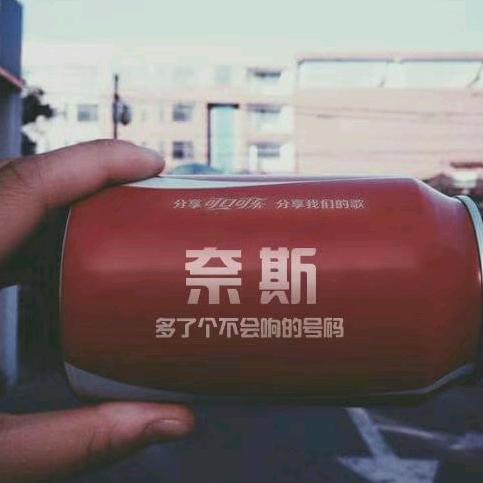 分享 可口可乐 分享我们的歌
奈斯
多了个不会响的号码